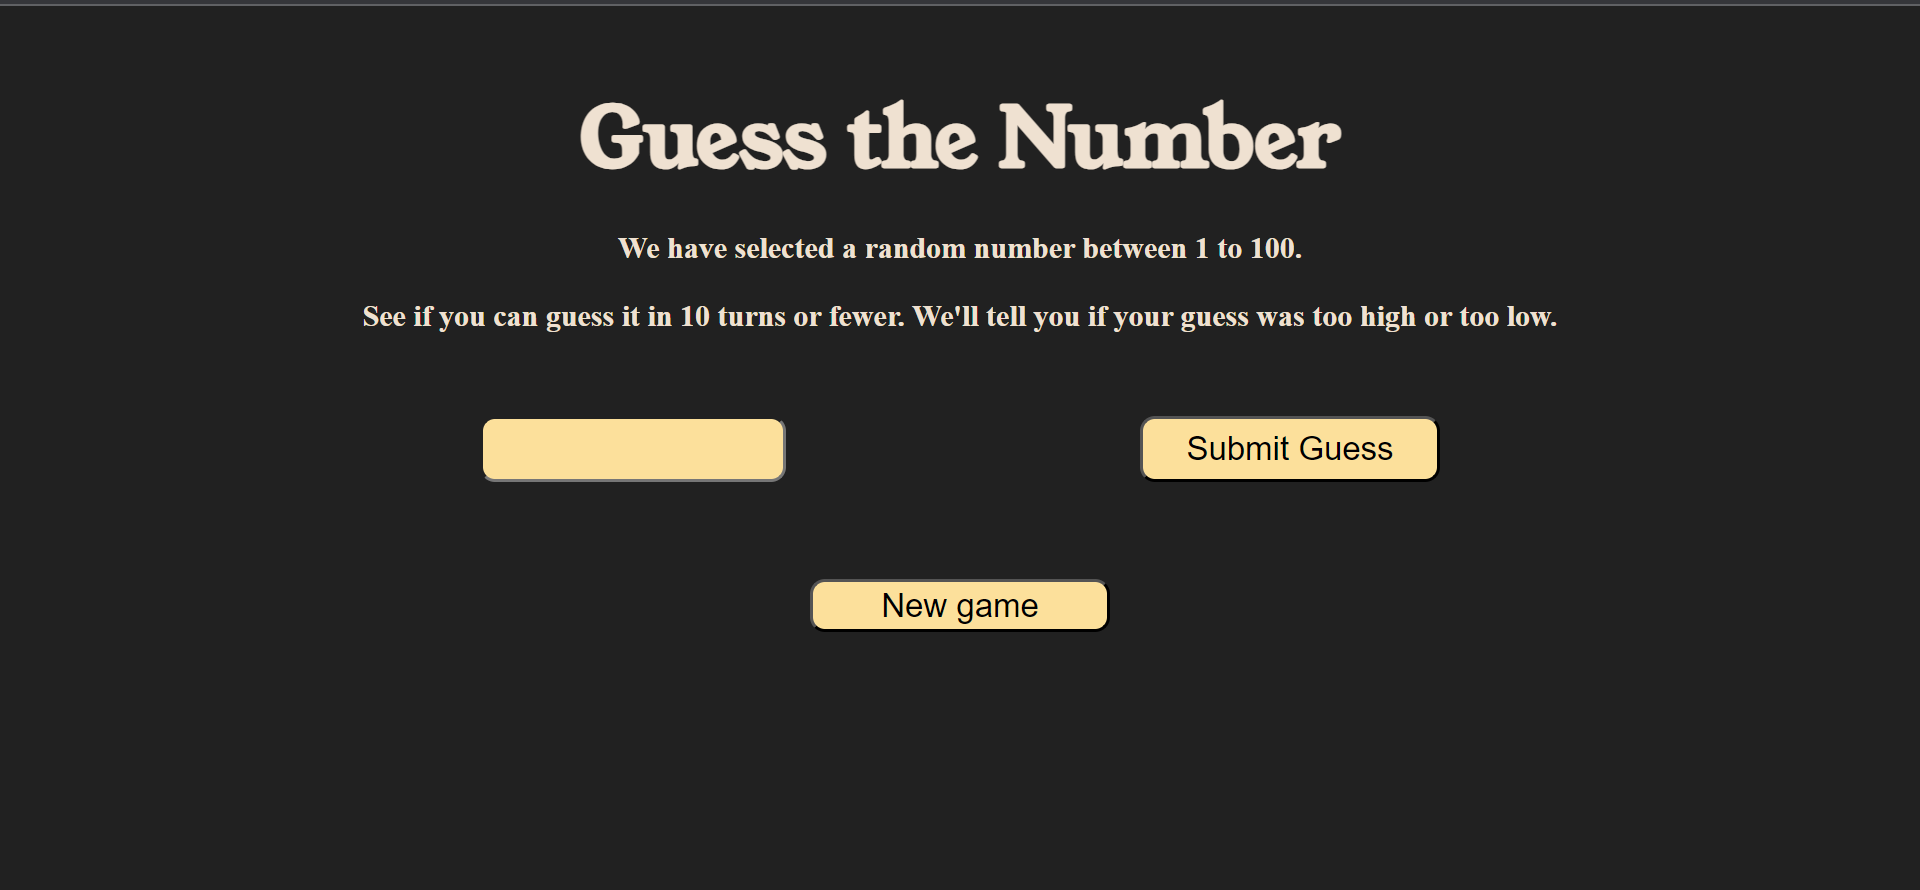 Guess the Number
We have selected a random number between 1 to 100.
See if you can guess it in 10 turns or fewer. We'll tell you if your guess was too high or too low.
Submit Guess
New game